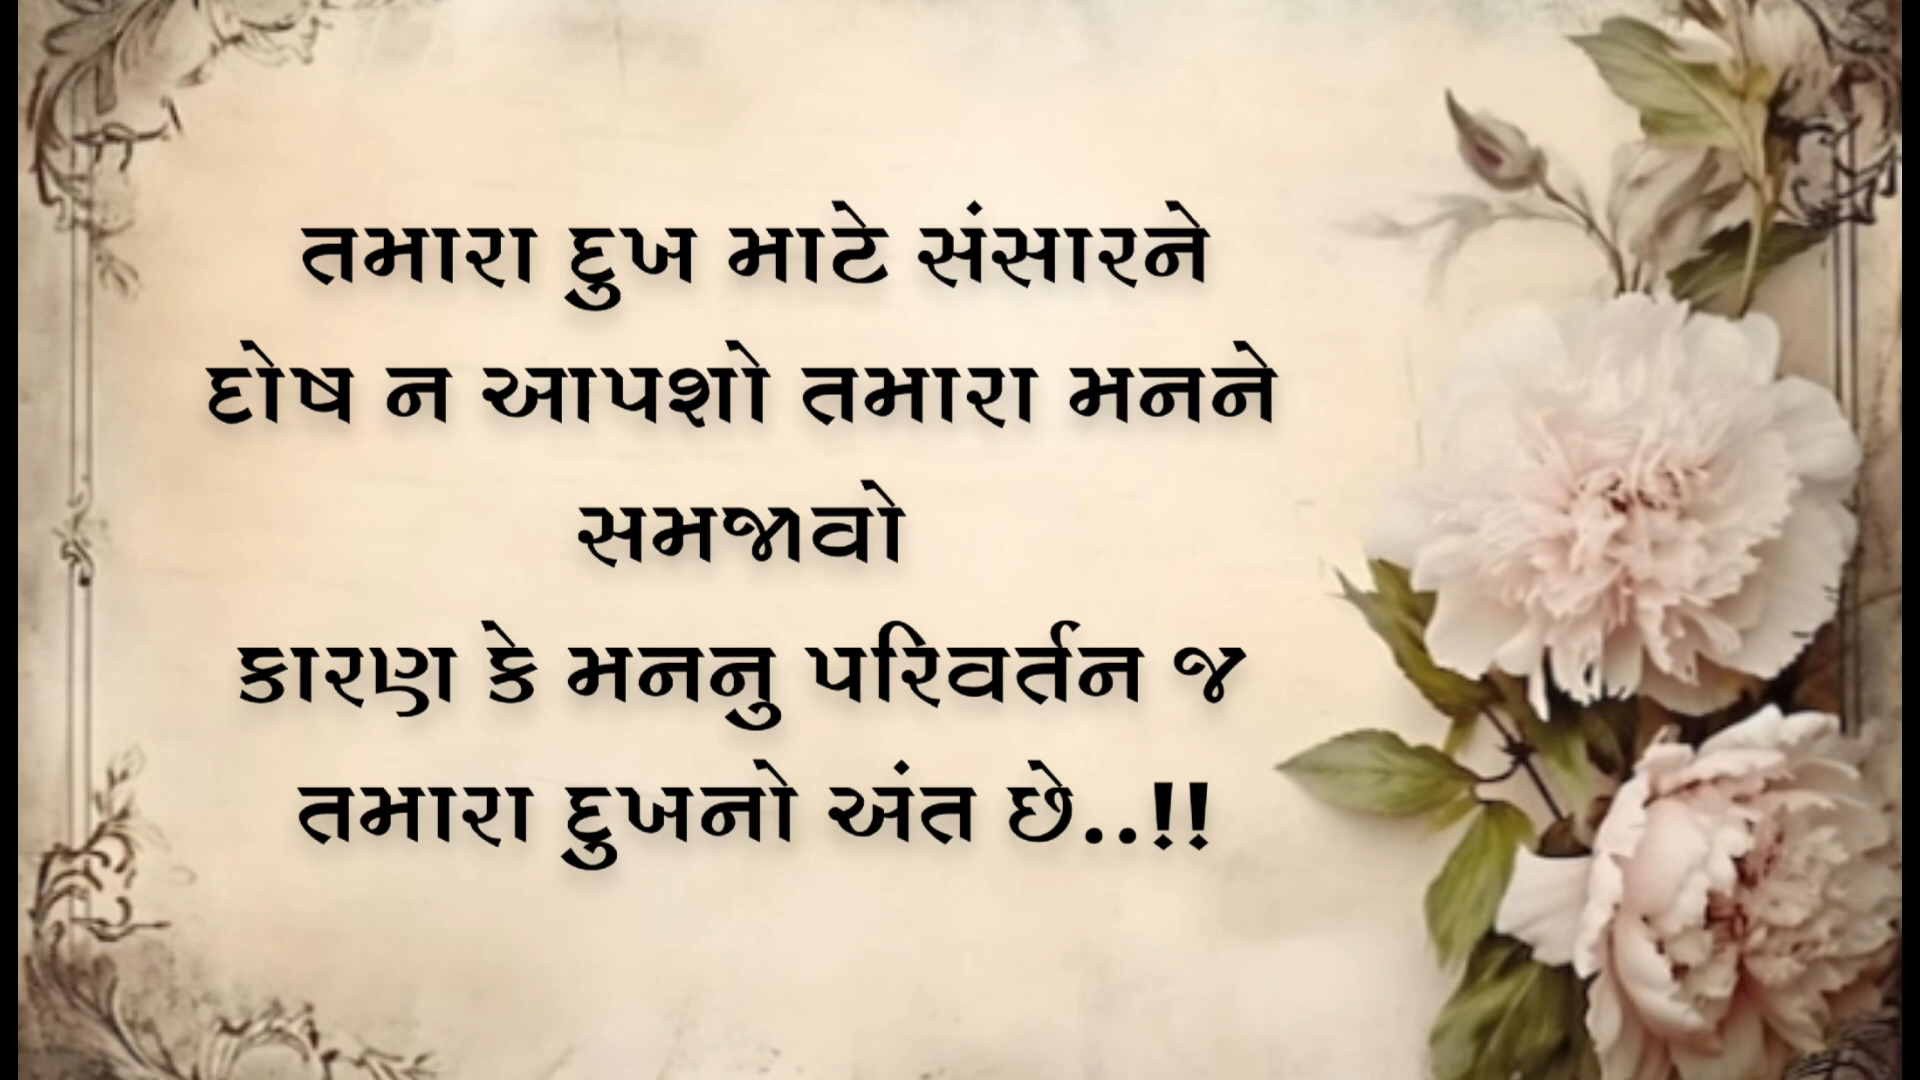 તમારા દુખ માટે સંસારને
દોષ ન આપશો તમારા મનને
સમજાવો
કારણ કે મનનુ પરિવર્તન જ
તમારા દુખનો અંત છે..!!